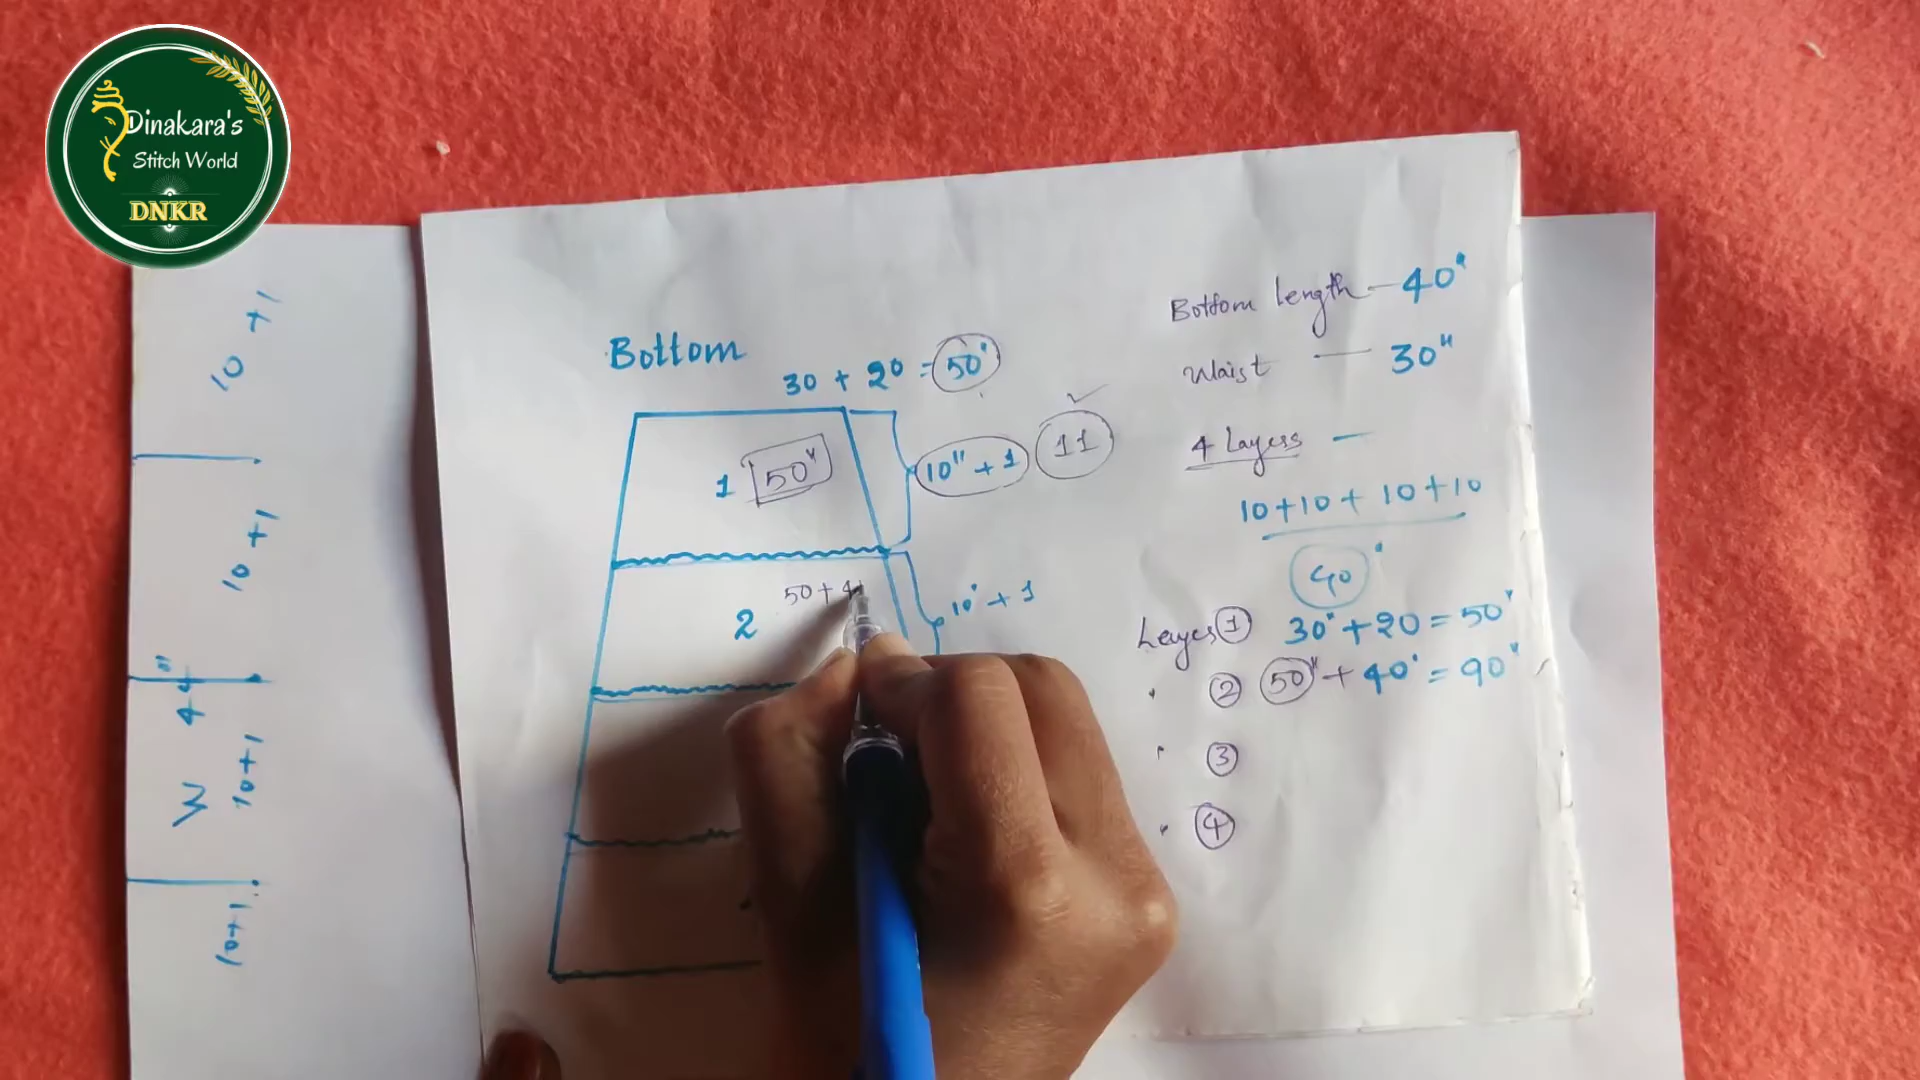 Dinakara's
Stitch World
DNKR
10 +1
10 +1
W 44"
10+1
10+1
Bottom
30 + 20 = 50"
1 50"
10" + 1 11
2 50 + 4
10" + 1
Bottom length - 40"
Waist — 30"
4 Layers —
10+10 + 10+10
40"
Layers 1 30" + 20 = 50"
" 2 50" + 40" = 90"
" 3
" 4